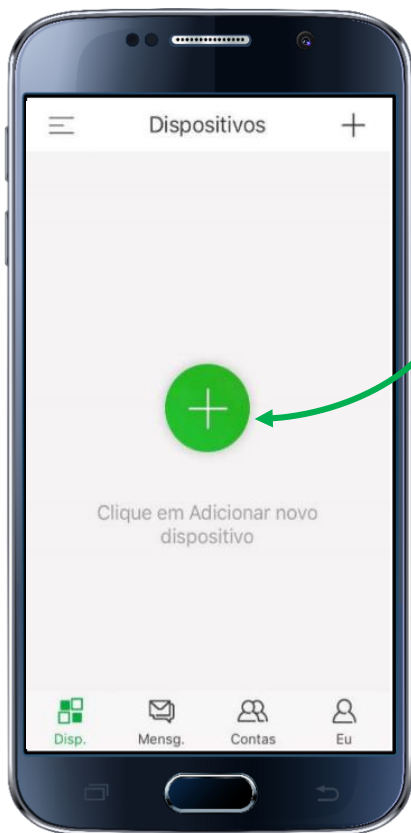 Dispositivos
Clique em Adicionar novo
dispositivo
Disp.
Mensg.
Contas
Eu